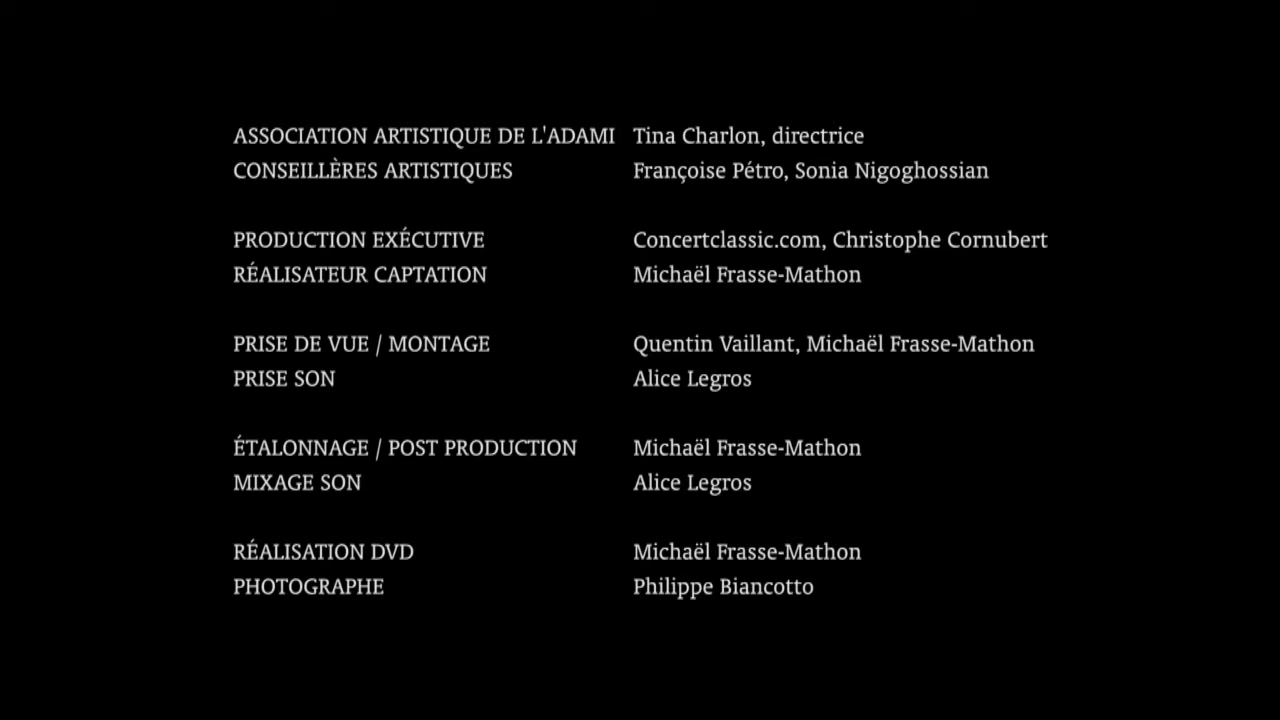 ASSOCIATION ARTISTIQUE DE L'ADAMI Tina Charlon, directrice
CONSEILLÈRES ARTISTIQUES Françoise Pétro, Sonia Nigoghossian
PRODUCTION EXÉCUTIVE Concertclassic.com, Christophe Cornubert
RÉALISATEUR CAPTATION Michaël Frasse-Mathon
PRISE DE VUE / MONTAGE Quentin Vaillant, Michaël Frasse-Mathon
PRISE SON Alice Legros
ÉTALONNAGE / POST PRODUCTION Michaël Frasse-Mathon
MIXAGE SON Alice Legros
RÉALISATION DVD Michaël Frasse-Mathon
PHOTOGRAPHE Philippe Biancotto